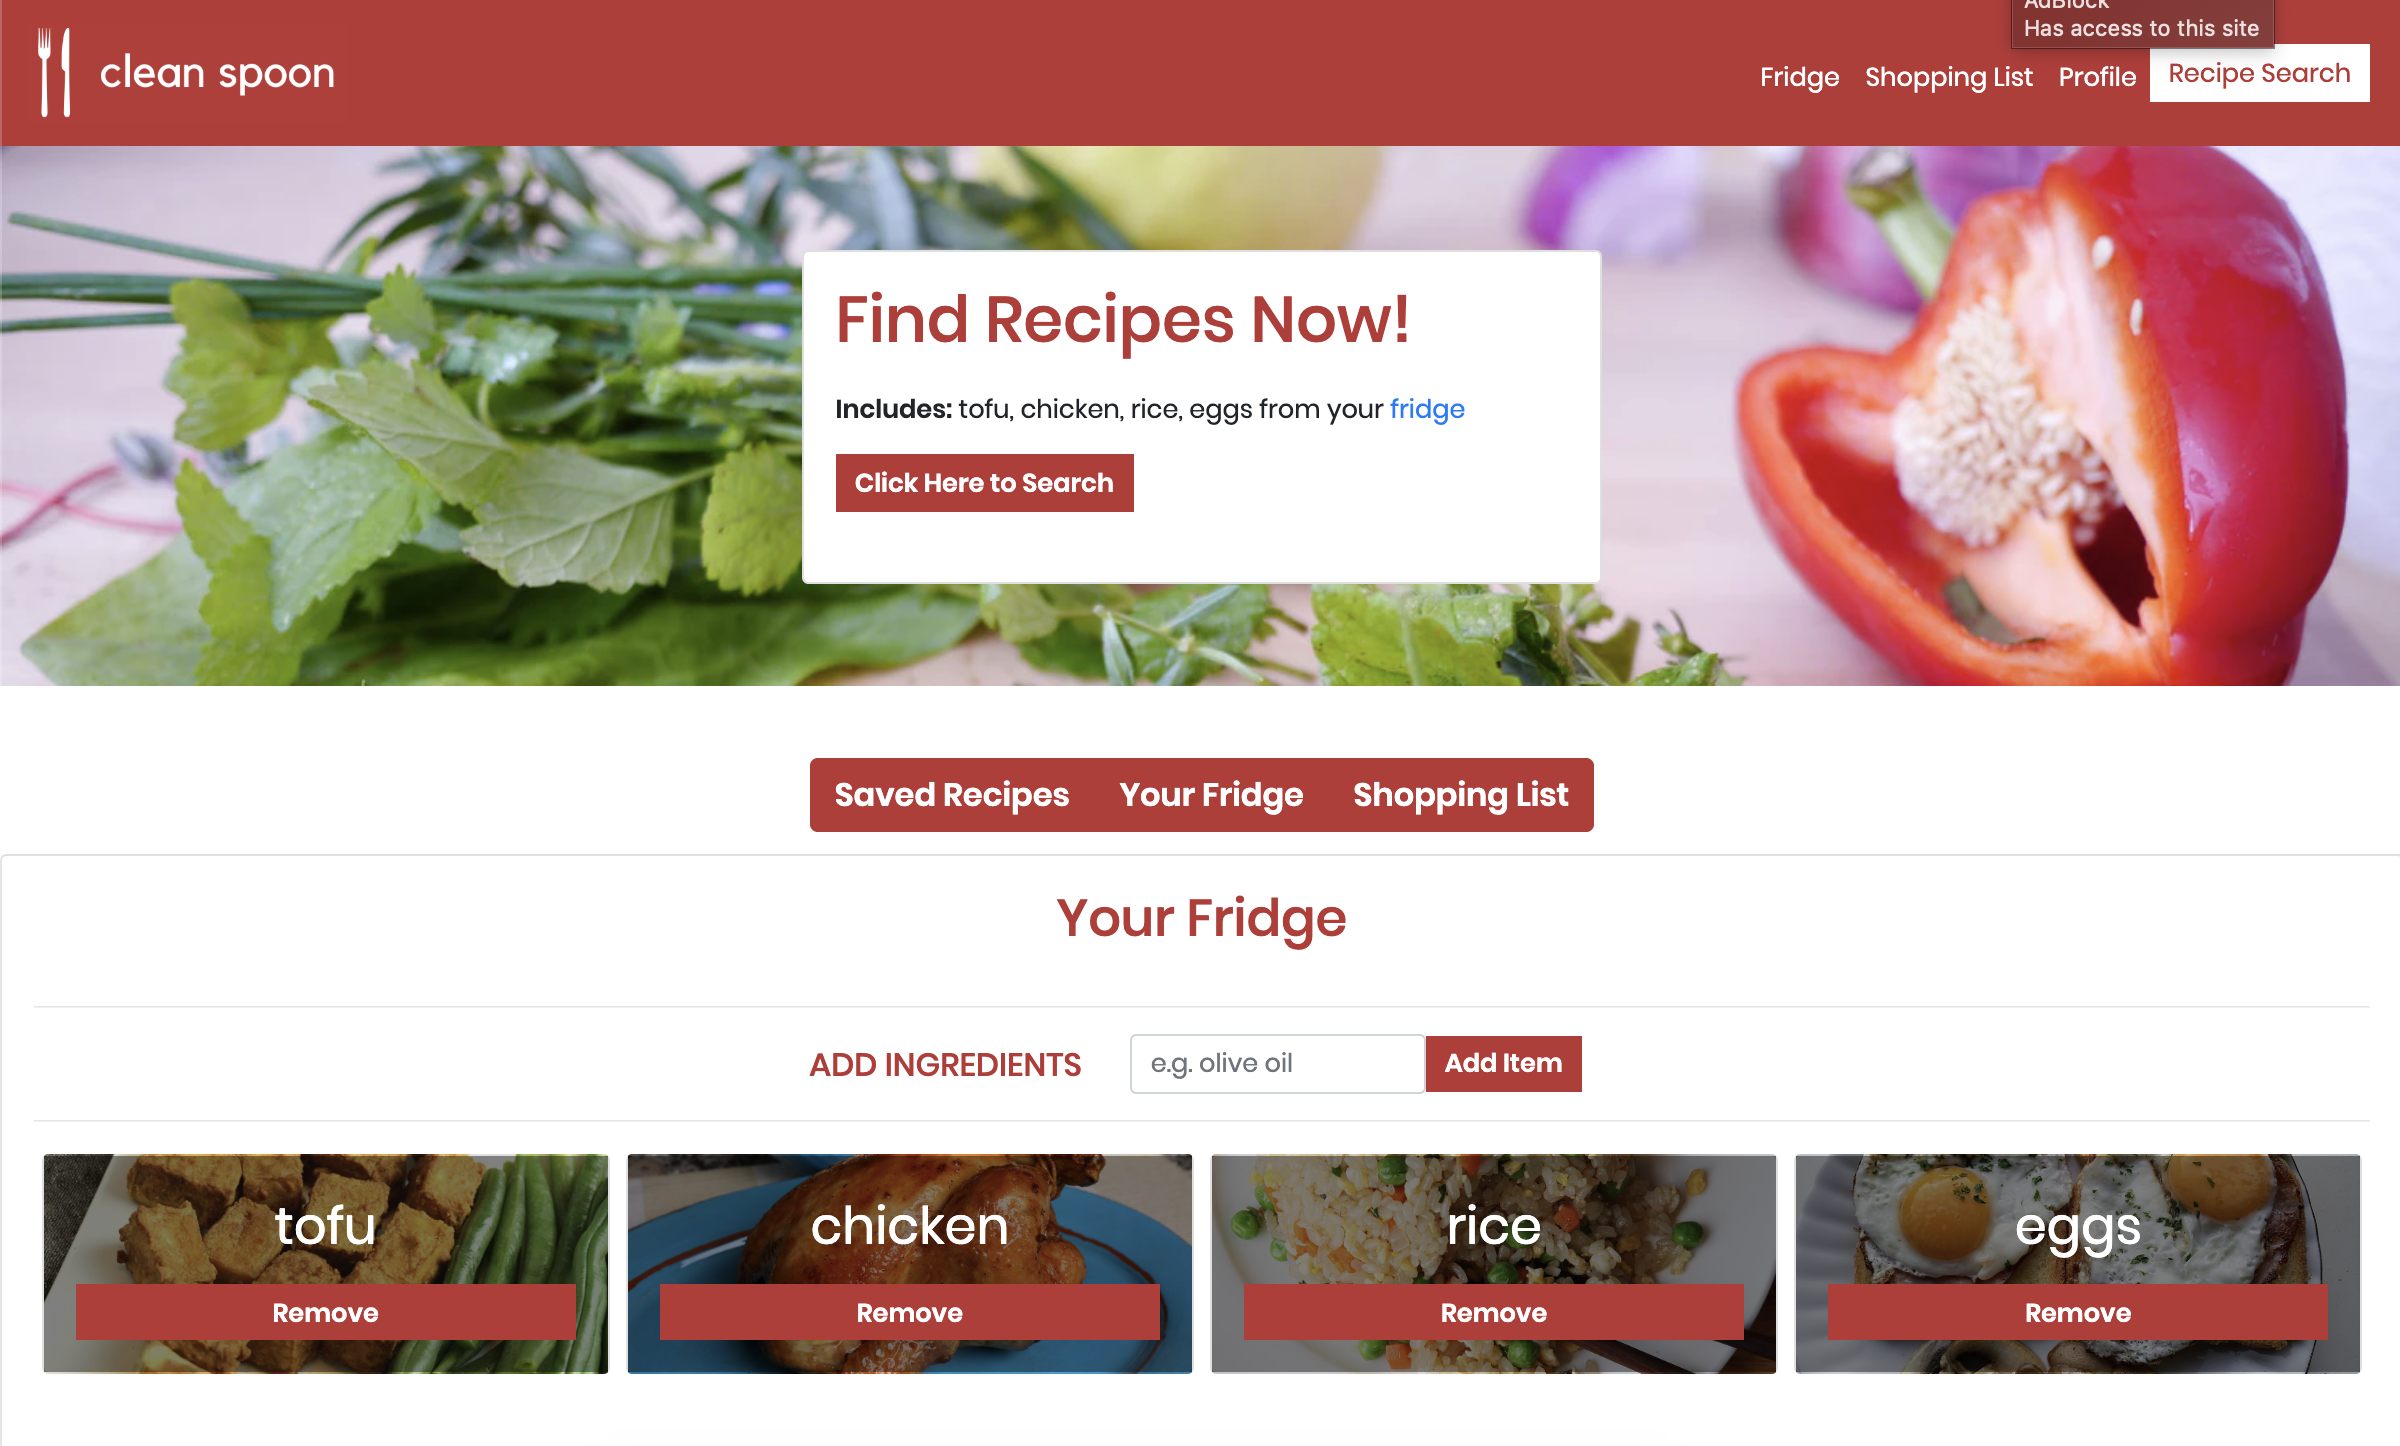 AdBlock
Has access to this site
clean spoon
Fridge Shopping List Profile Recipe Search
Find Recipes Now!
Includes: tofu, chicken, rice, eggs from your fridge
Click Here to Search
Saved Recipes Your Fridge Shopping List
Your Fridge
ADD INGREDIENTS e.g. olive oil Add Item
tofu chicken rice eggs
Remove Remove Remove Remove